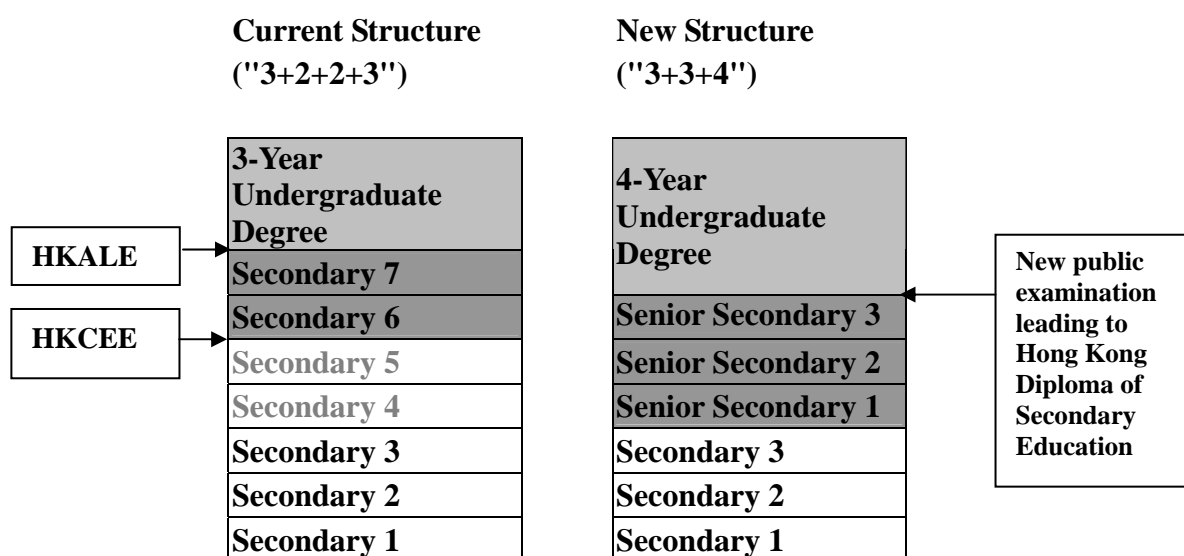 Current Structure
("3+2+2+3")
New Structure
("3+3+4")
HKALE
HKCEE
3-Year
Undergraduate
Degree
Secondary 7
Secondary 6
Secondary 5
Secondary 4
Secondary 3
Secondary 2
Secondary 1
4-Year
Undergraduate
Degree
Senior Secondary 3
Senior Secondary 2
Senior Secondary 1
Secondary 3
Secondary 2
Secondary 1
New public
examination
leading to
Hong Kong
Diploma of
Secondary
Education